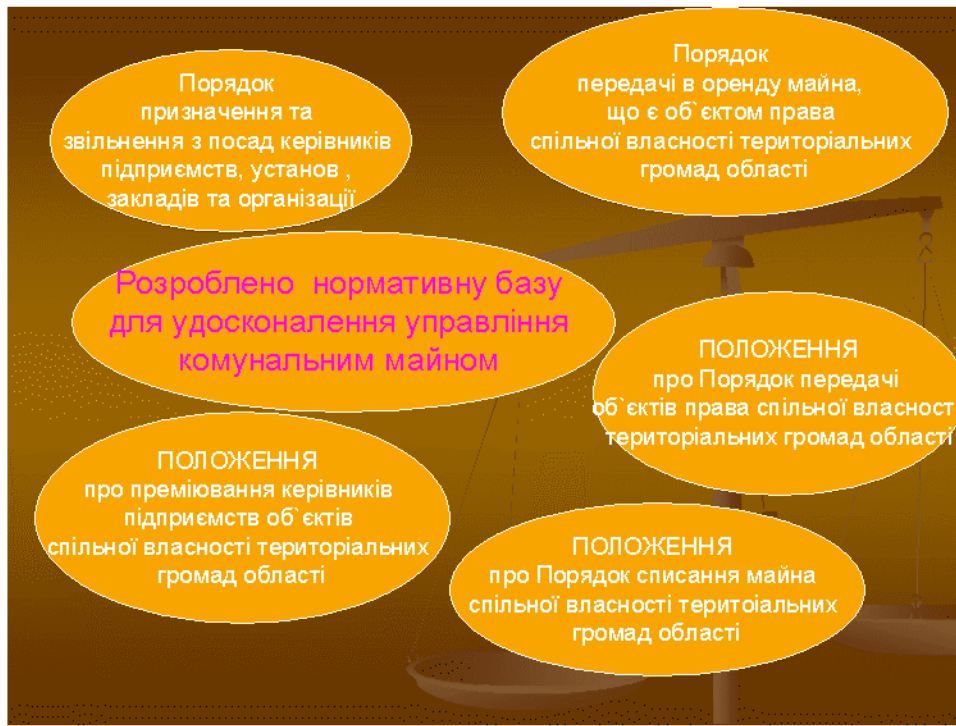 Порядок
призначення та
звільнення з посад керівників
підприємств, установ ,
закладів та організації
Порядок
передачі в оренду майна,
що є об`єктом права
спільної власності територіальних
громад області
Розроблено нормативну базу
для удосконалення управління
комунальним майном
ПОЛОЖЕННЯ
про Порядок передачі
об`єктів права спільної власност
територіальних громад області
ПОЛОЖЕННЯ
про преміювання керівників
підприємств об`єктів
спільної власності територіальних
громад області
ПОЛОЖЕННЯ
про Порядок списання майна
спільної власності теритоіальних
громад області